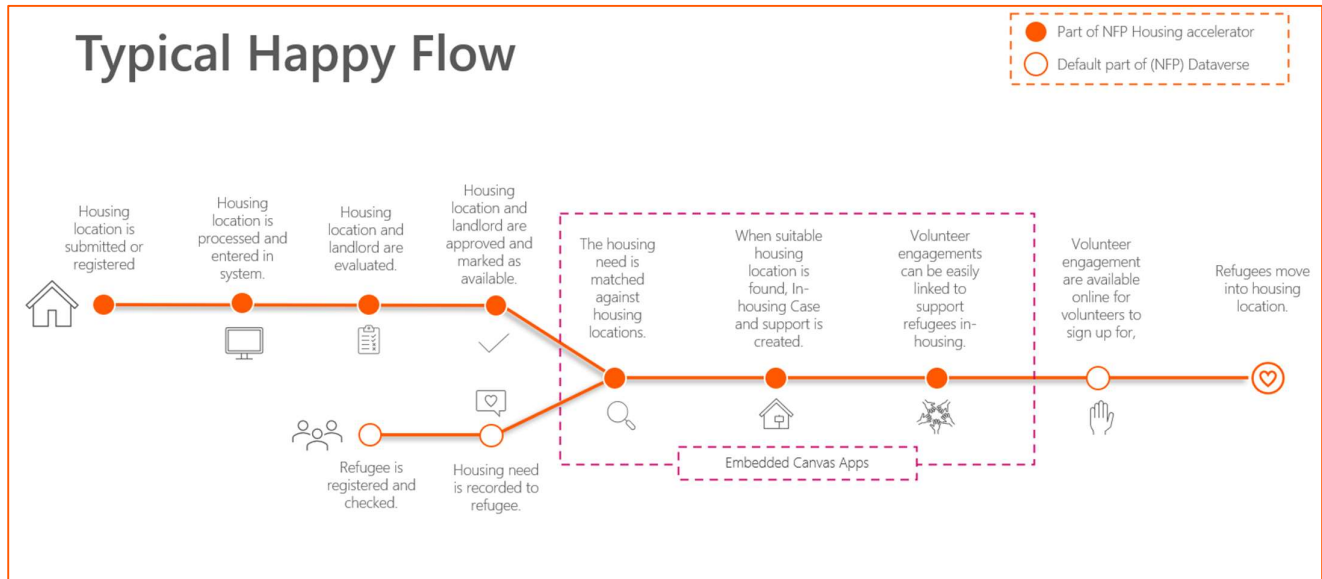 Typical Happy Flow
Part of NFP Housing accelerator
Default part of (NFP) Dataverse
Housing
location is
submitted or
registered
Housing
location is
processed and
entered in
system.
Housing
location and
landlord are
evaluated.
Housing
location and
landlord are
approved and
marked as
available.
The housing
need is
matched
against
housing
locations.
When suitable
housing
location is
found, In-
housing Case
and support is
created.
Volunteer
engagements
can be easily
linked to
support
refugees in-
housing.
Volunteer
engagement
are available
online for
volunteers to
sign up for,
Refugees move
into housing
location.
Refugee is
registered and
checked.
Housing need
is recorded to
refugee.
Embedded Canvas Apps